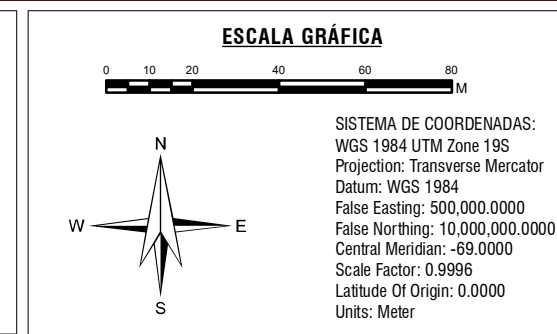 ESCALA GRÁFICA
0 10 20 40 60 80
M
SISTEMA DE COORDENADAS:
WGS 1984 UTM Zone 19S
Projection: Transverse Mercator
Datum: WGS 1984
False Easting: 500,000.0000
False Northing: 10,000,000.0000
Central Meridian: -69.0000
Scale Factor: 0.9996
Latitude Of Origin: 0.0000
Units: Meter
N
W E
S